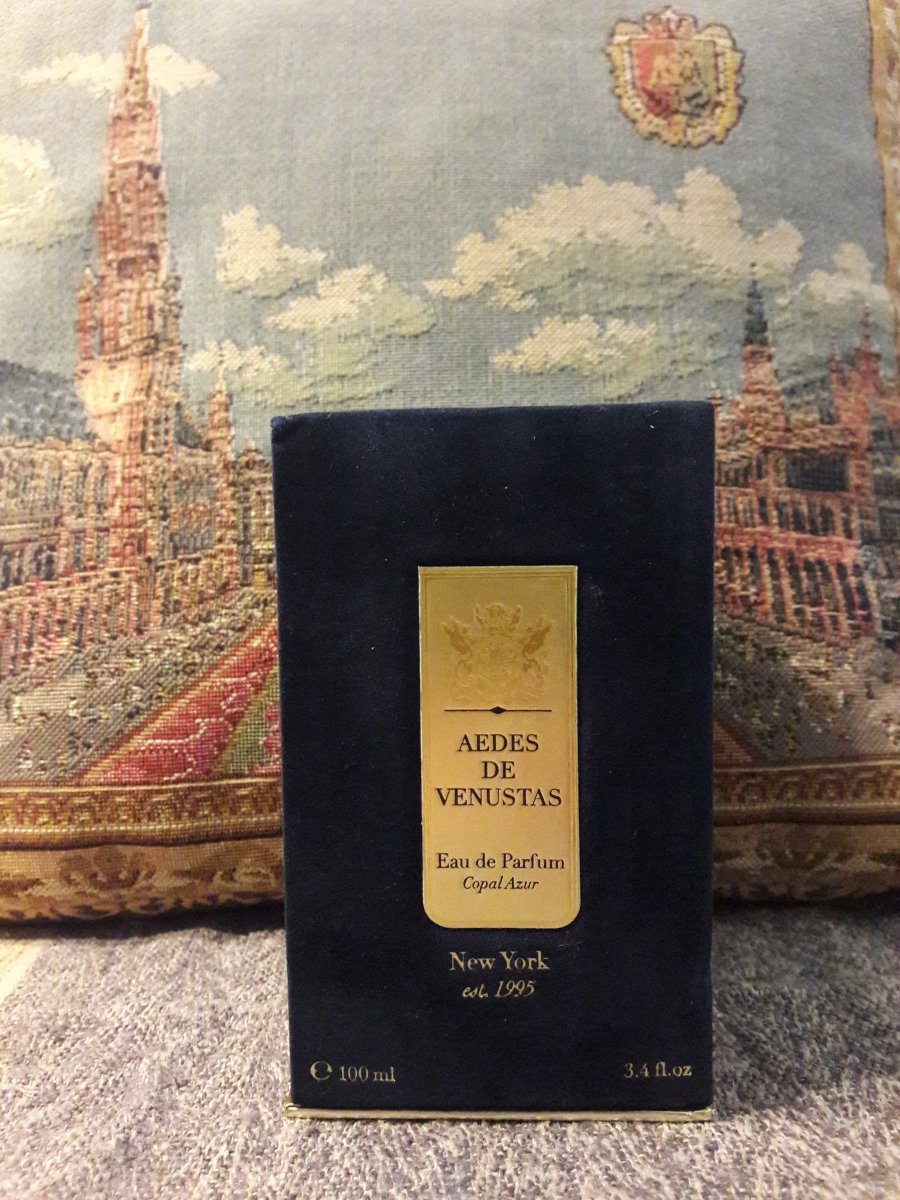 AEDES
DE
VENUSTAS
Eau de Parfum
Copal Azur
New York
est. 1995
℮ 100 ml
3.4 fl.oz